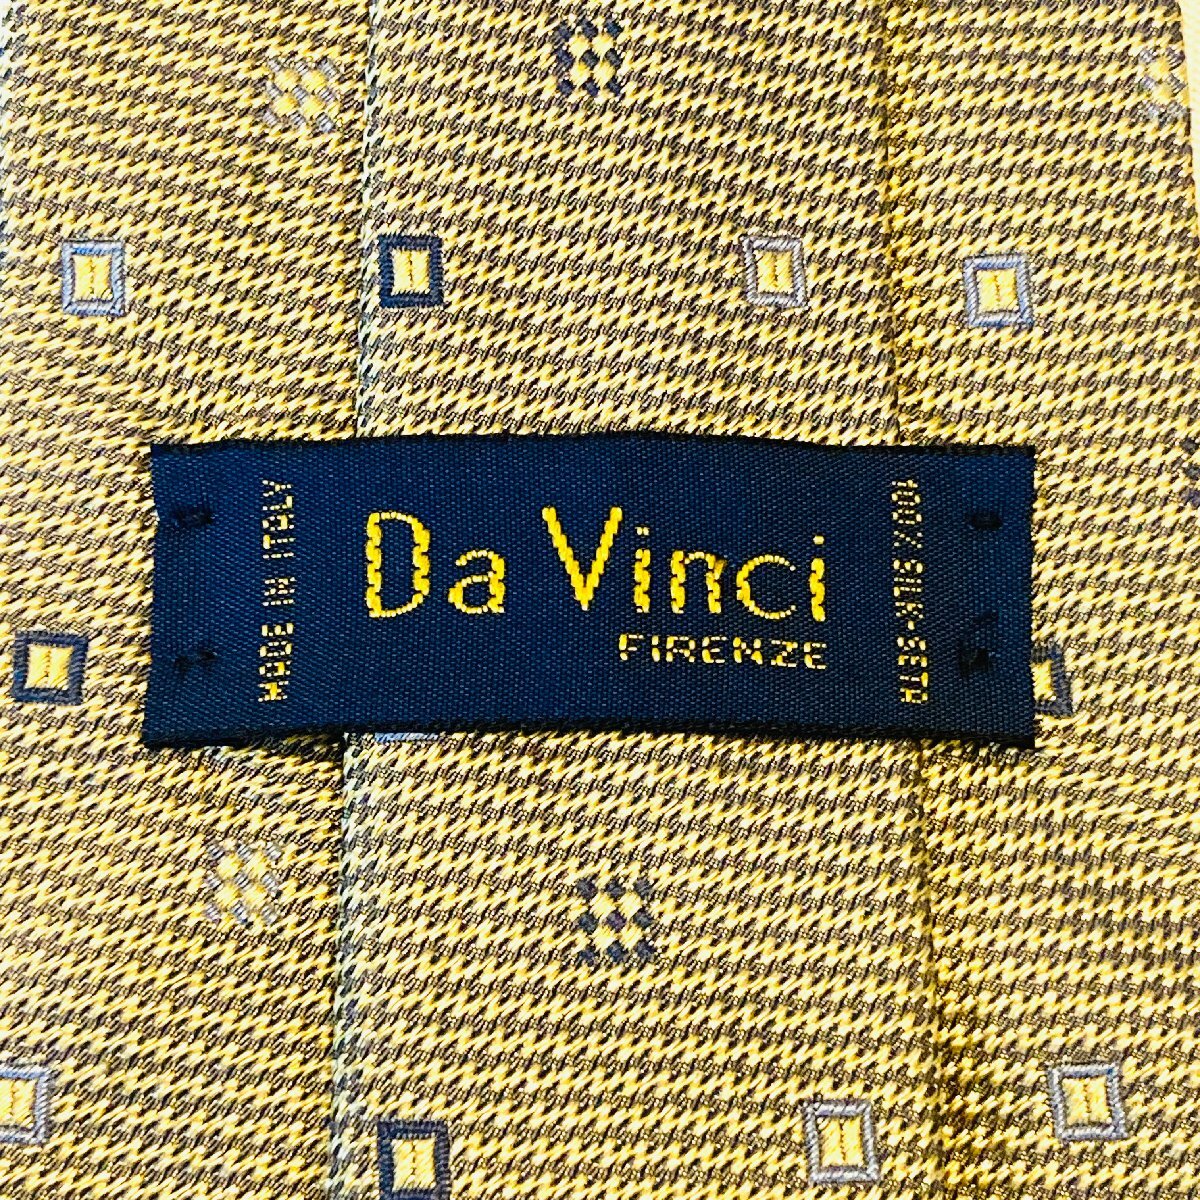 MADE IN ITALY
Da Vinci
FIRENZE
100% SILK-SETA